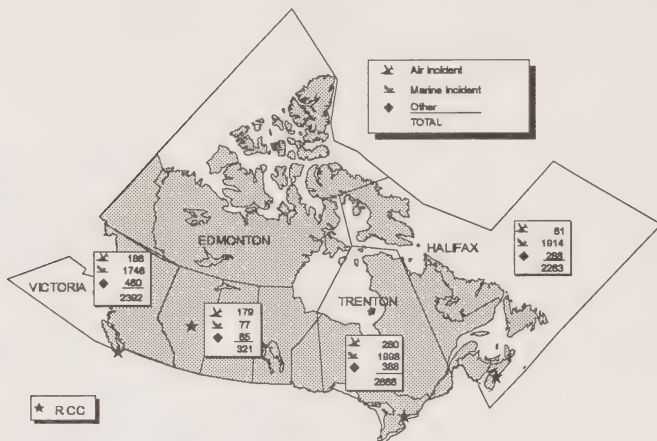 Air Incident
Marine Incident
Other
TOTAL
61
1914
288
2263
EDMONTON
HALIFAX
186
1746
460
2392
VICTORIA
TRENTON
179
77
65
321
280
1998
388
2666
RCC